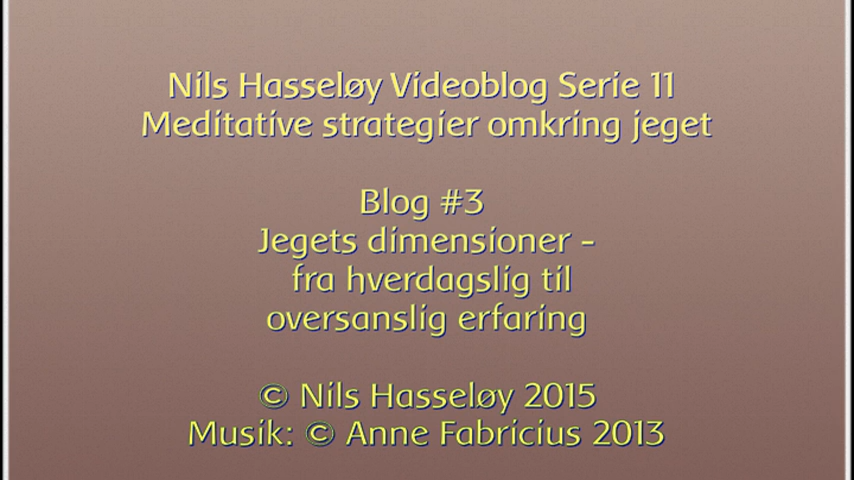 Nils Hasseløy Videoblog Serie 11
Meditative strategier omkring jeget
Blog #3
Jegets dimensioner -
fra hverdagslig til
oversanslig erfaring
© Nils Hasseløy 2015
Musik: © Anne Fabricius 2013